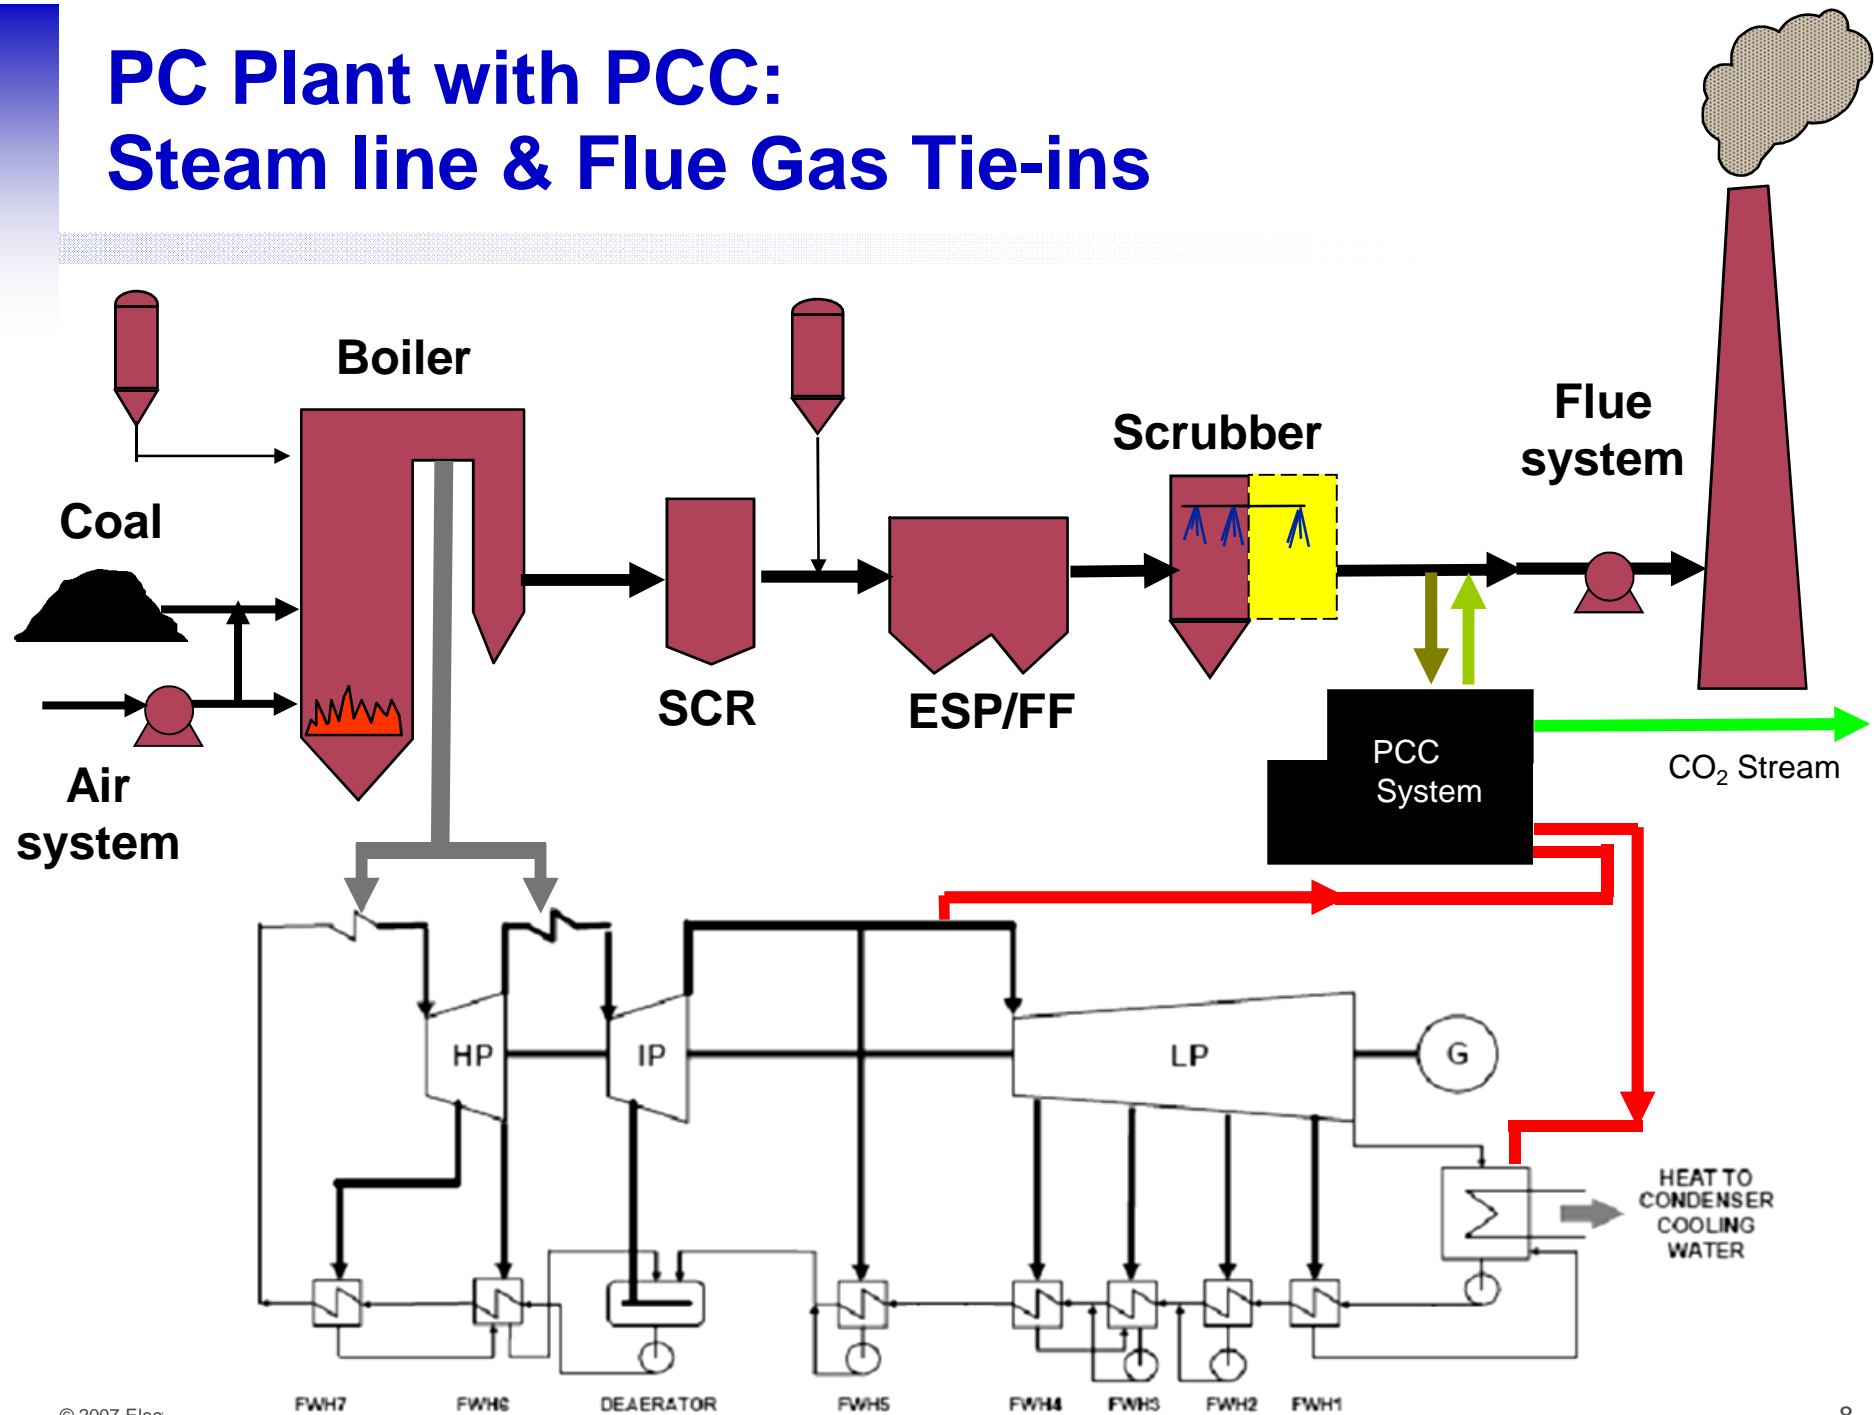 PC Plant with PCC:
Steam line & Flue Gas Tie-ins
Boiler
Coal
Air
system
SCR
ESP/FF
Scrubber
Flue
system
PCC
System
CO₂ Stream
HP
IP
LP
G
HEAT TO
CONDENSER
COOLING
WATER
FWH7
FWH6
DEAERATOR
FWH5
FWH4
FWH3
FWH2
FWH1
© 2007
8